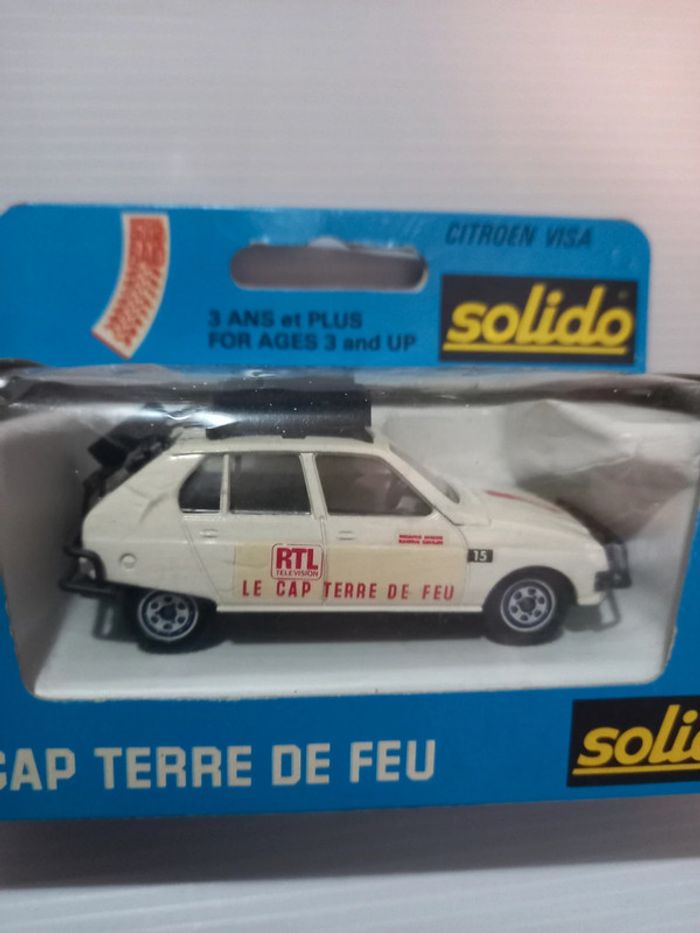 CITROEN VISA
solido
3 ANS et PLUS
FOR AGES 3 and UP
15
RTL
TELEVISION
LE CAP TERRE DE FEU
CAP TERRE DE FEU
soli